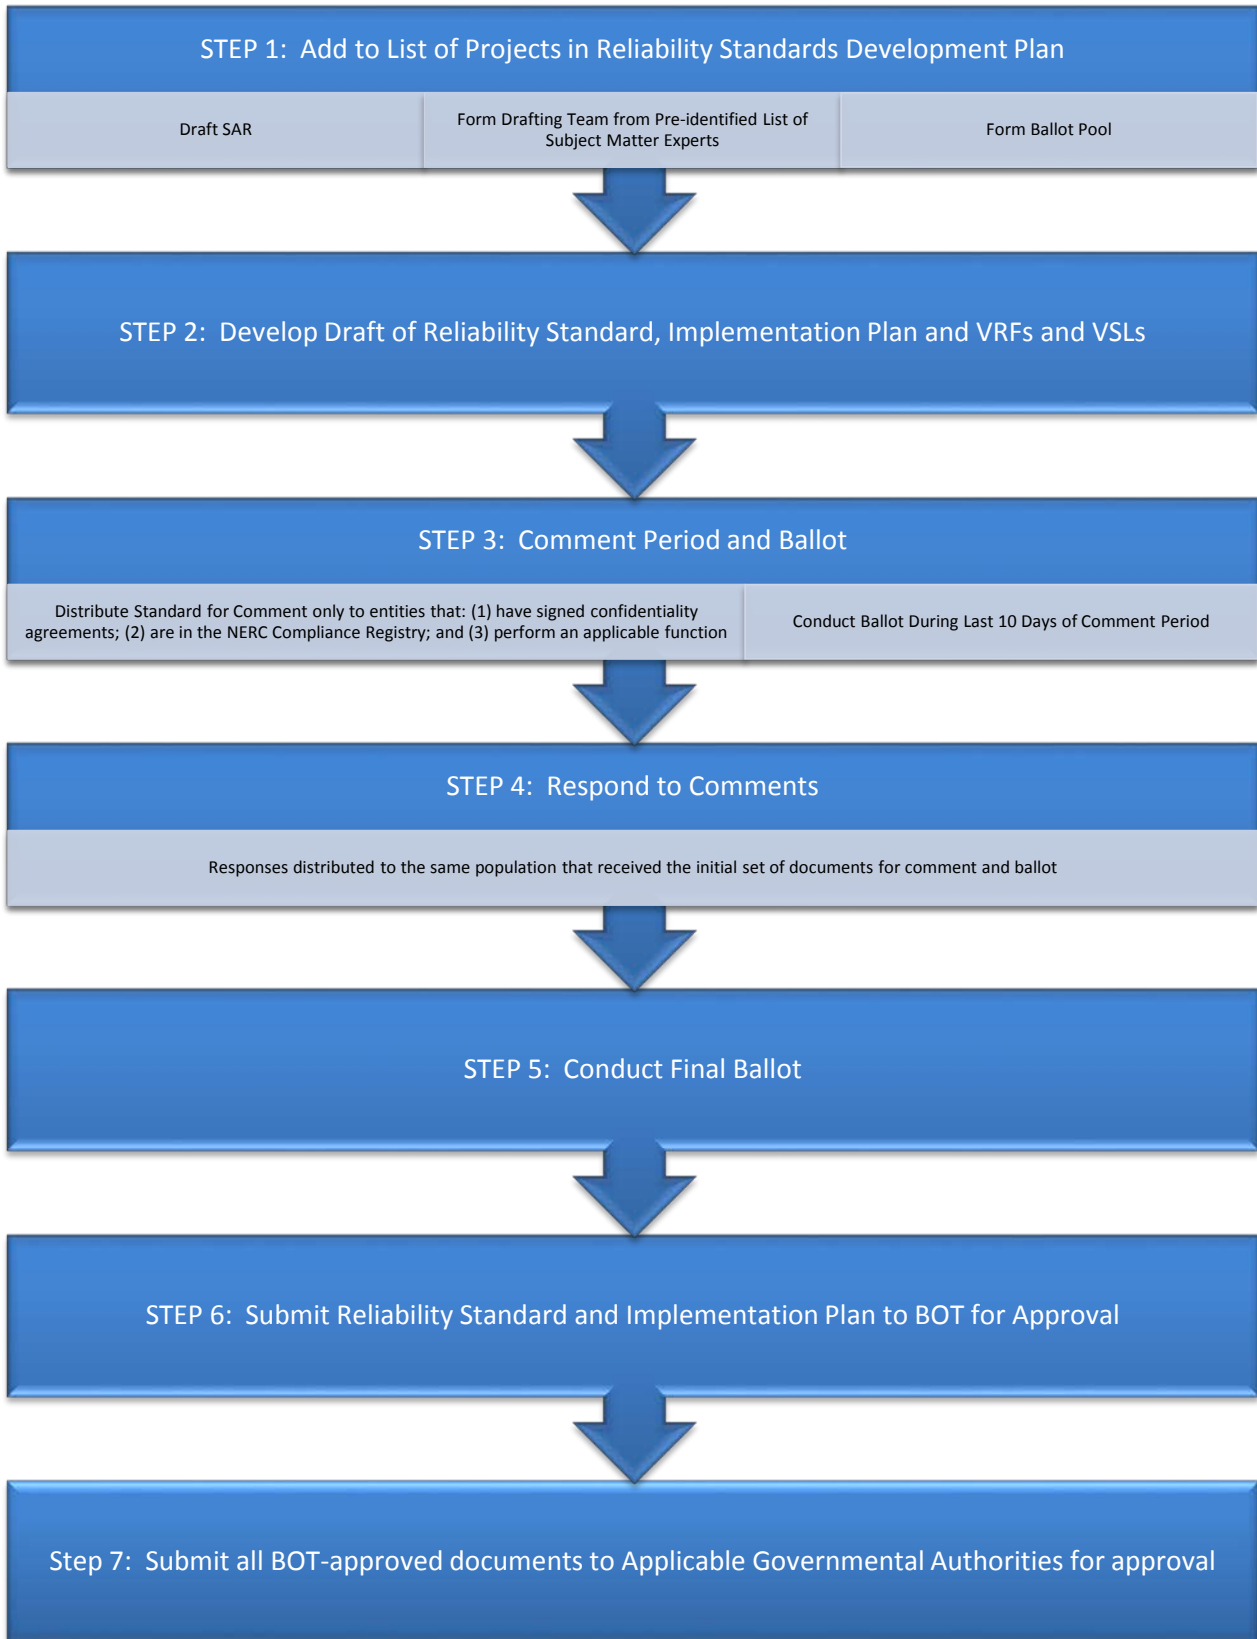 STEP 1:  Add to List of Projects in Reliability Standards Development Plan
Draft SAR
Form Drafting Team from Pre-identified List of
Subject Matter Experts
Form Ballot Pool
STEP 2:  Develop Draft of Reliability Standard, Implementation Plan and VRFs and VSLs
STEP 3:  Comment Period and Ballot
Distribute Standard for Comment only to entities that: (1) have signed confidentiality
agreements; (2) are in the NERC Compliance Registry; and (3) perform an applicable function
Conduct Ballot During Last 10 Days of Comment Period
STEP 4:  Respond to Comments
Responses distributed to the same population that received the initial set of documents for comment and ballot
STEP 5:  Conduct Final Ballot
STEP 6:  Submit Reliability Standard and Implementation Plan to BOT for Approval
Step 7:  Submit all BOT-approved documents to Applicable Governmental Authorities for approval